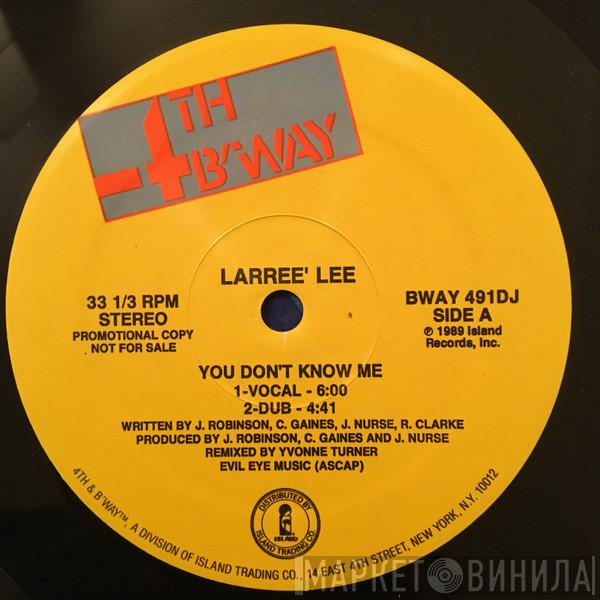 4TH
B'WAY
LARREE' LEE
33 1/3 RPM
STEREO
PROMOTIONAL COPY
NOT FOR SALE
BWAY 491DJ
SIDE A
℗ 1989 Island
Records, Inc.
YOU DON'T KNOW ME
1-VOCAL - 6:00
2-DUB - 4:41
WRITTEN BY J. ROBINSON, C. GAINES, J. NURSE, R. CLARKE
PRODUCED BY J. ROBINSON, C. GAINES AND J. NURSE
REMIXED BY YVONNE TURNER
EVIL EYE MUSIC (ASCAP)
DISTRIBUTED BY
ISLAND
ISLAND TRADING CO.
4TH & B'WAY™, A DIVISION OF ISLAND TRADING CO., 14 EAST 4TH STREET, NEW YORK, N.Y. 10012
МАРКЕТ ВИНИЛА